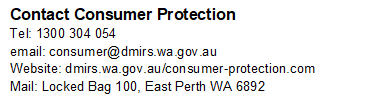 Contact Consumer Protection
Tel: 1300 304 054
email: consumer@dmirs.wa.gov.au
Website: dmirs.wa.gov.au/consumer-protection.com
Mail: Locked Bag 100, East Perth WA 6892